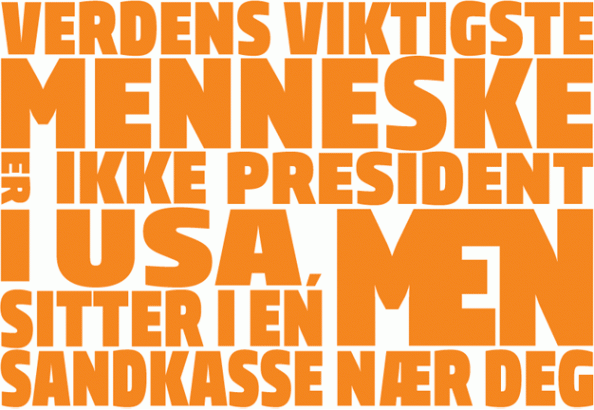 VERDENS VIKTIGSTE
MENNESKE
ER IKKE PRESIDENT
I USA, MEN
SITTER I EN
SANDKASSE NÆR DEG